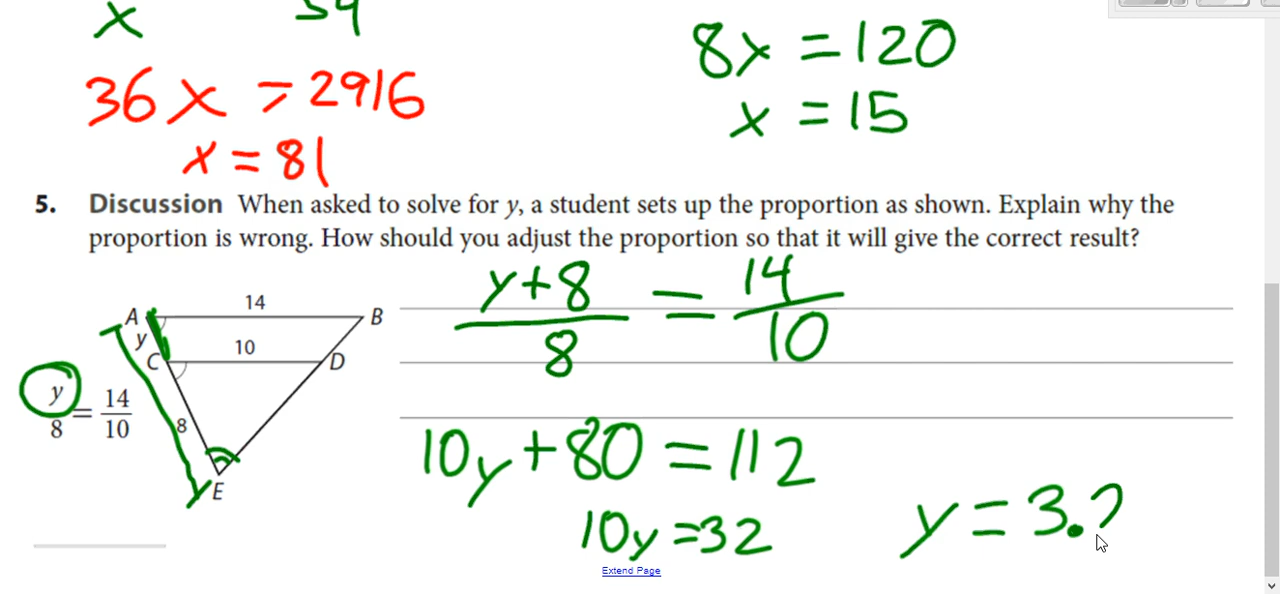 x
54
8x = 120
36x = 2916
x = 15
x = 81
5. Discussion When asked to solve for y, a student sets up the proportion as shown. Explain why the
proportion is wrong. How should you adjust the proportion so that it will give the correct result?
y+8 = 14
8 10
14
A B
y 10
C D
y = 14
8 10
8
E
10y + 80 = 112
10y = 32
y = 3.2
Extend Page